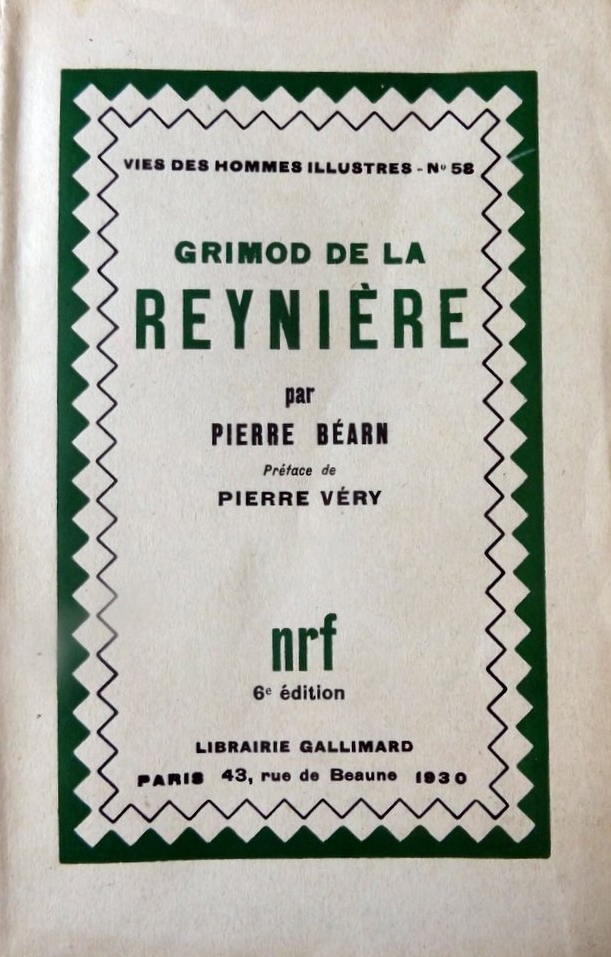 VIES DES HOMMES ILLUSTRES - Nº 58
GRIMOD DE LA
REYNIÈRE
par
PIERRE BÉARN
Préface de
PIERRE VÉRY
nrf
6e édition
LIBRAIRIE GALLIMARD
PARIS 43, rue de Beaune 1930